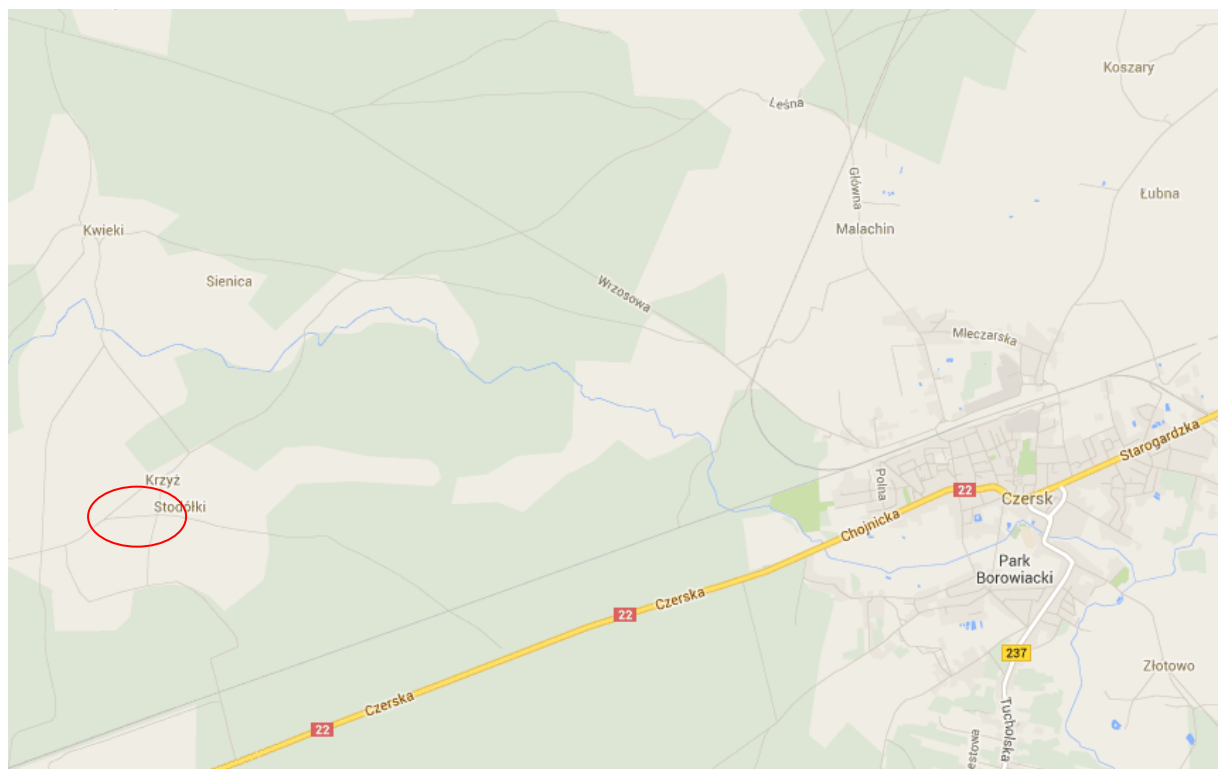 Koszary
Leśna
Główna
Łubna
Kwieki
Malachin
Sienica
Wrzosowa
Mleczarska
Starogardzka
Krzyż
Polna
22
Czersk
Stodółki
Chojnicka
Park
Borowiacki
Czerska
22
237
Złotowo
Czerska
22
Tucholska
estowa